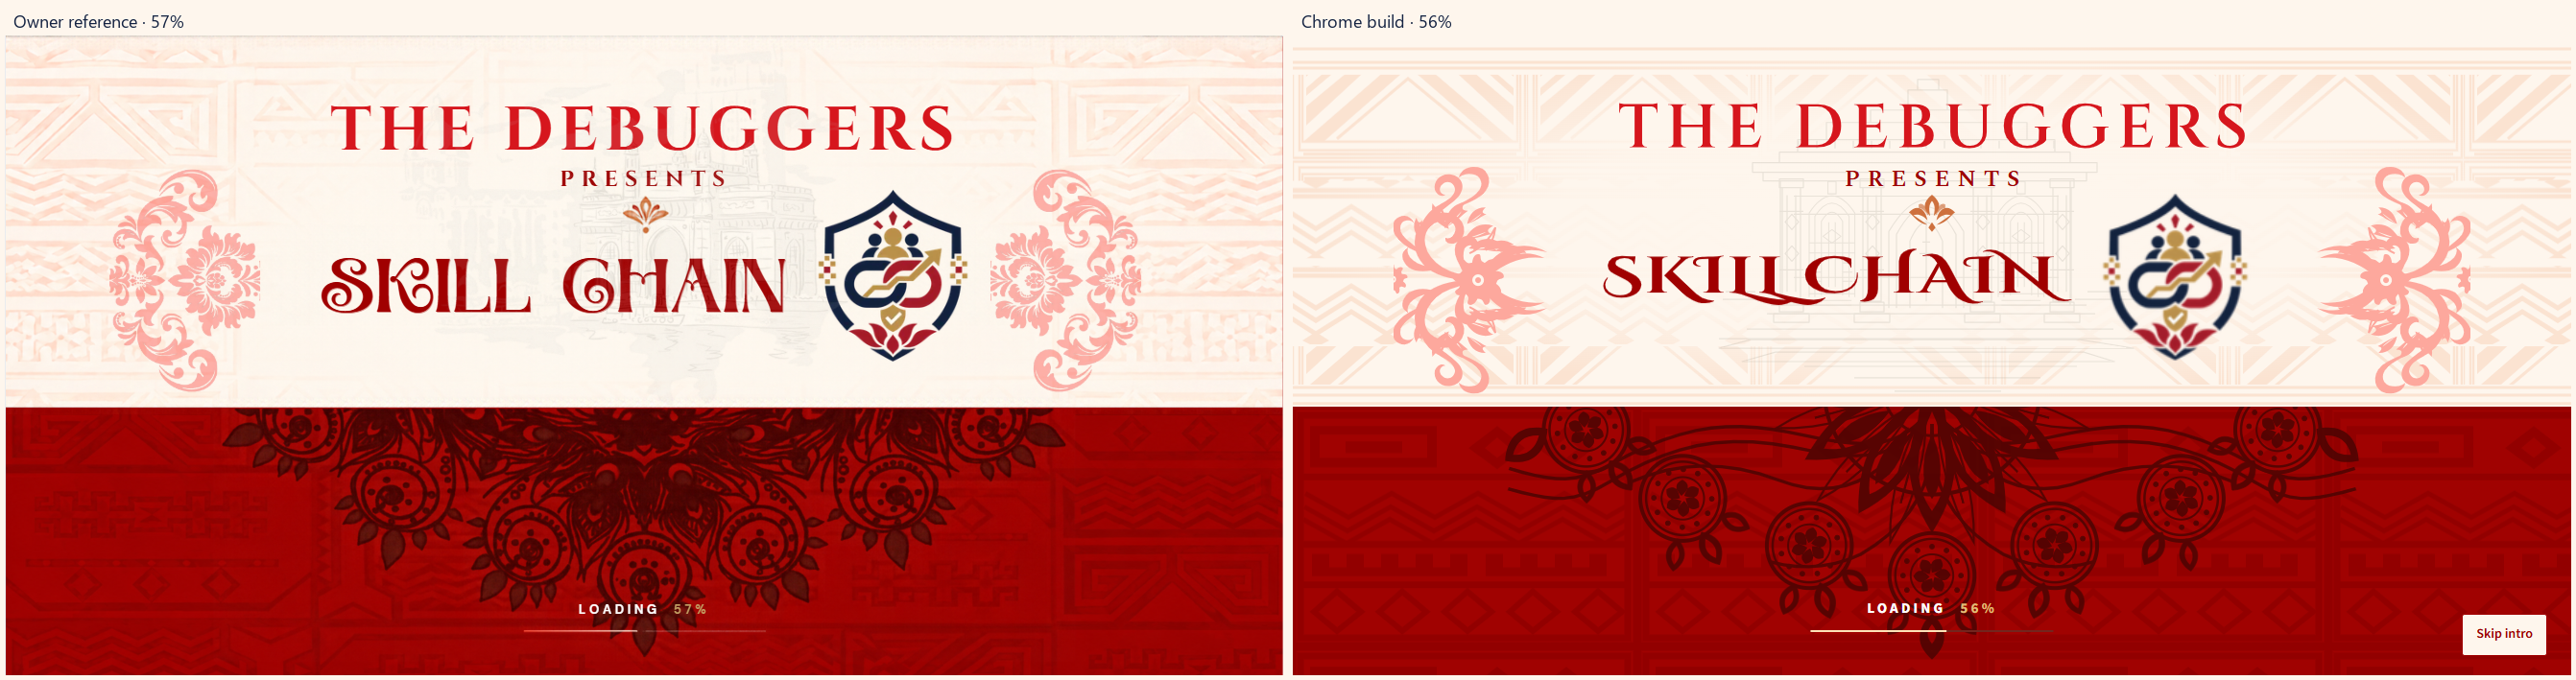 Owner reference · 57%
THE DEBUGGERS
PRESENTS
SKILL CHAIN
LOADING 57%
Chrome build · 56%
THE DEBUGGERS
PRESENTS
SKILLCHAIN
LOADING 56%
Skip intro